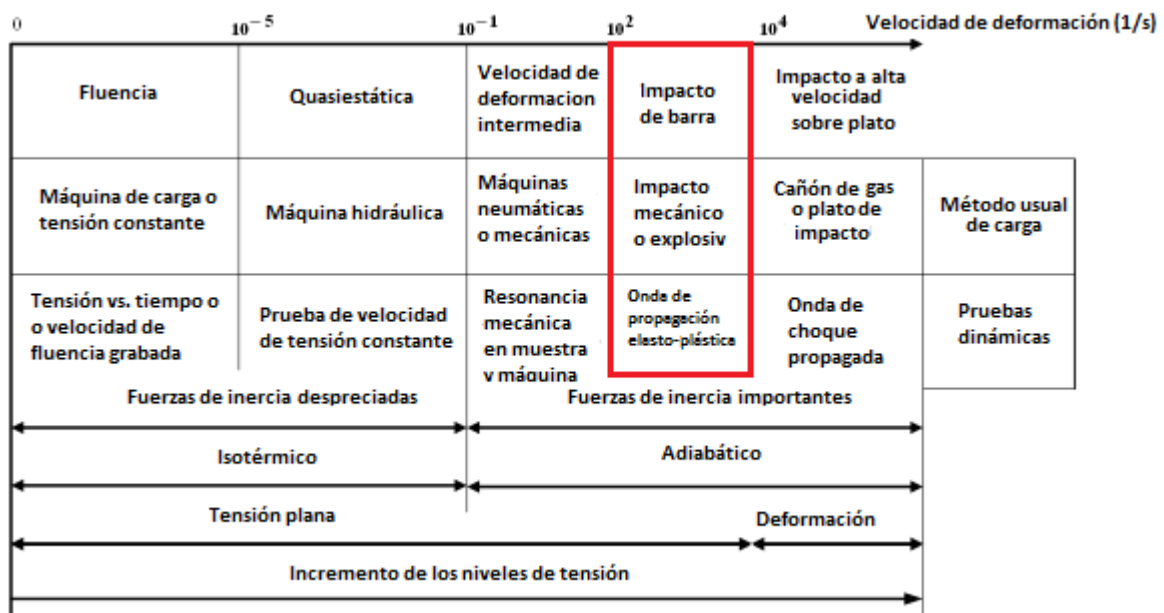 0
10⁻⁵
10⁻¹
10²
10⁴
Velocidad de deformación (1/s)
Fluencia
Quasiestática
Velocidad de
deformacion
intermedia
Impacto
de barra
Impacto a alta
velocidad
sobre plato
Máquina de carga o
tensión constante
Máquina hidráulica
Máquinas
neumáticas
o mecánicas
Impacto
mecánico
o explosiv
Cañón de gas
o plato de
impacto
Método usual
de carga
Tensión vs. tiempo o
o velocidad de
fluencia grabada
Prueba de velocidad
de tensión constante
Resonancia
mecánica
en muestra
y máquina
Onda de
propagación
elasto-plástica
Onda de
choque
propagada
Pruebas
dinámicas
Fuerzas de inercia despreciadas
Fuerzas de inercia importantes
Isotérmico
Adiabático
Tensión plana
Deformación
Incremento de los niveles de tensión